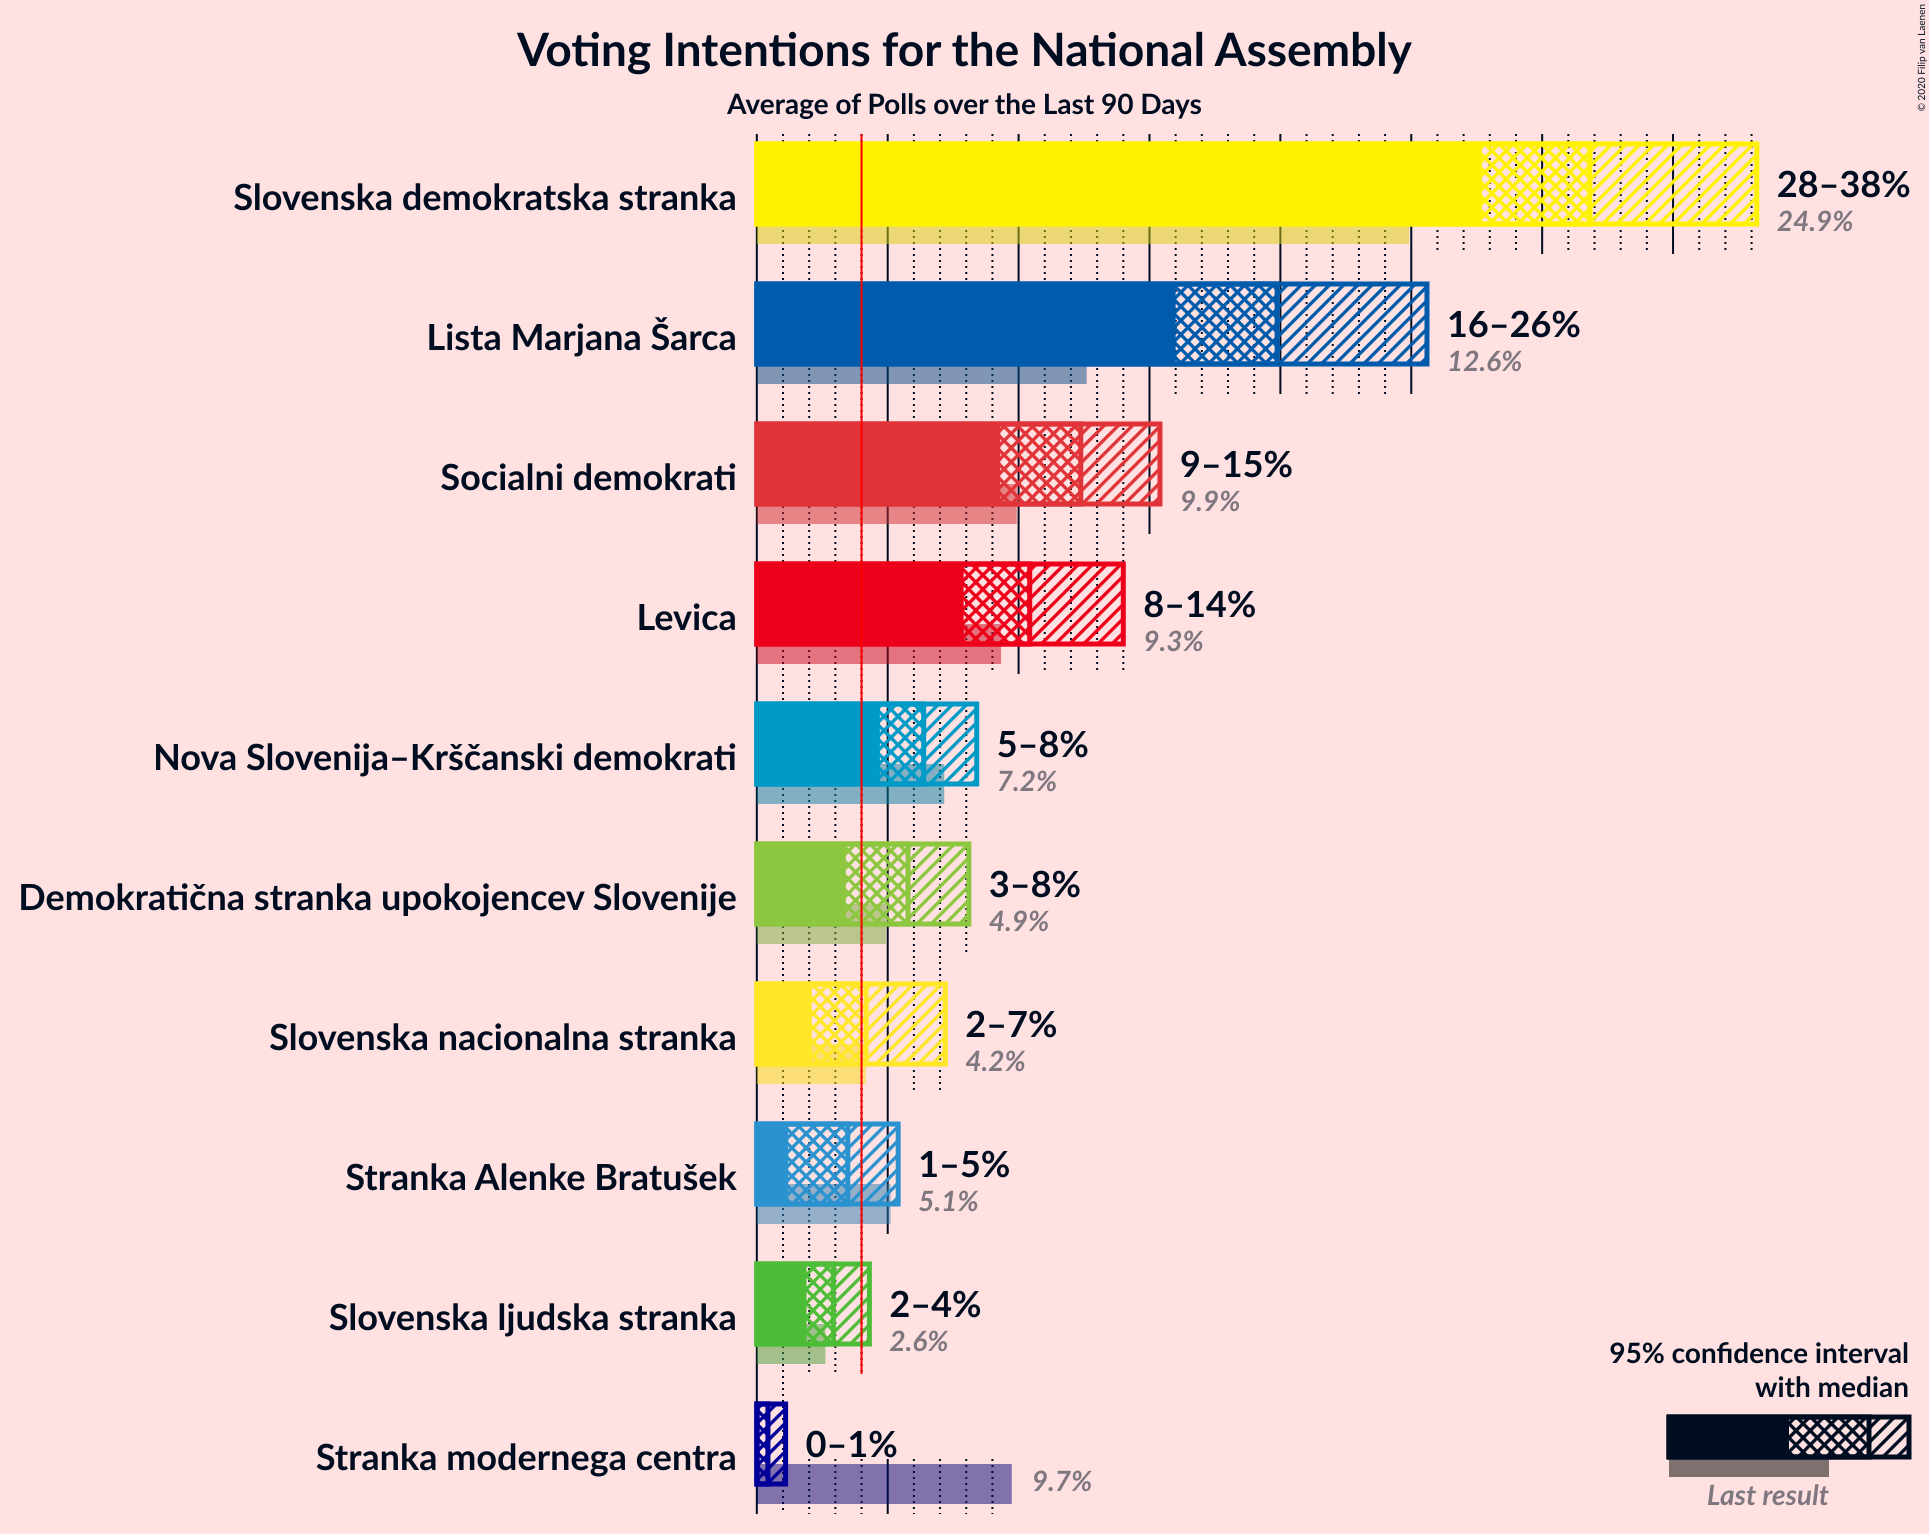 Voting Intentions for the National Assembly
Average of Polls over the Last 90 Days
© 2020 Filip van Laenen
Slovenska demokratska stranka
28–38%
24.9%
Lista Marjana Šarca
16–26%
12.6%
Socialni demokrati
9–15%
9.9%
Levica
8–14%
9.3%
Nova Slovenija–Krščanski demokrati
5–8%
7.2%
Demokratična stranka upokojencev Slovenije
3–8%
4.9%
Slovenska nacionalna stranka
2–7%
4.2%
Stranka Alenke Bratušek
1–5%
5.1%
Slovenska ljudska stranka
2–4%
2.6%
Stranka modernega centra
0–1%
9.7%
95% confidence interval
with median
Last result